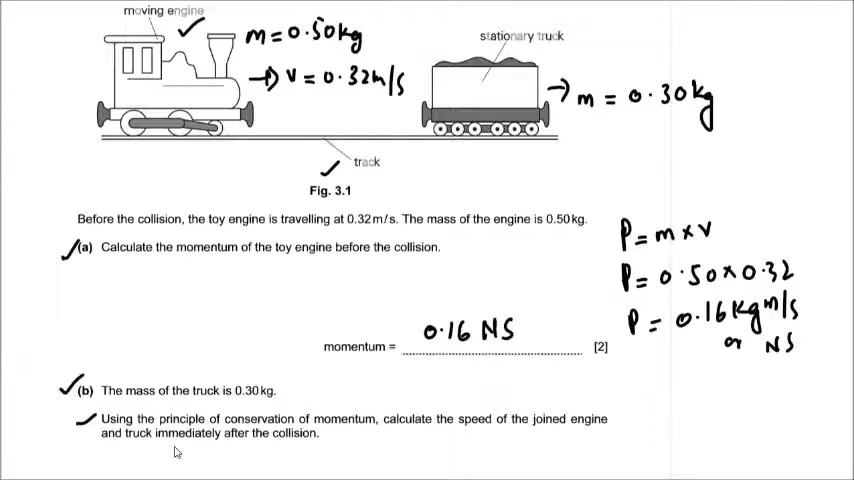 moving engine
m = 0.50kg
stationary truck
→ v = 0.32m/s
→ m = 0.30kg
track
Fig. 3.1
Before the collision, the toy engine is travelling at 0.32 m/s. The mass of the engine is 0.50 kg.
P = m x v
(a) Calculate the momentum of the toy engine before the collision.
P = 0.50 x 0.32
P = 0.16 kg m/s
or NS
0.16 NS
momentum = ............................................................ [2]
(b) The mass of the truck is 0.30 kg.
Using the principle of conservation of momentum, calculate the speed of the joined engine
and truck immediately after the collision.